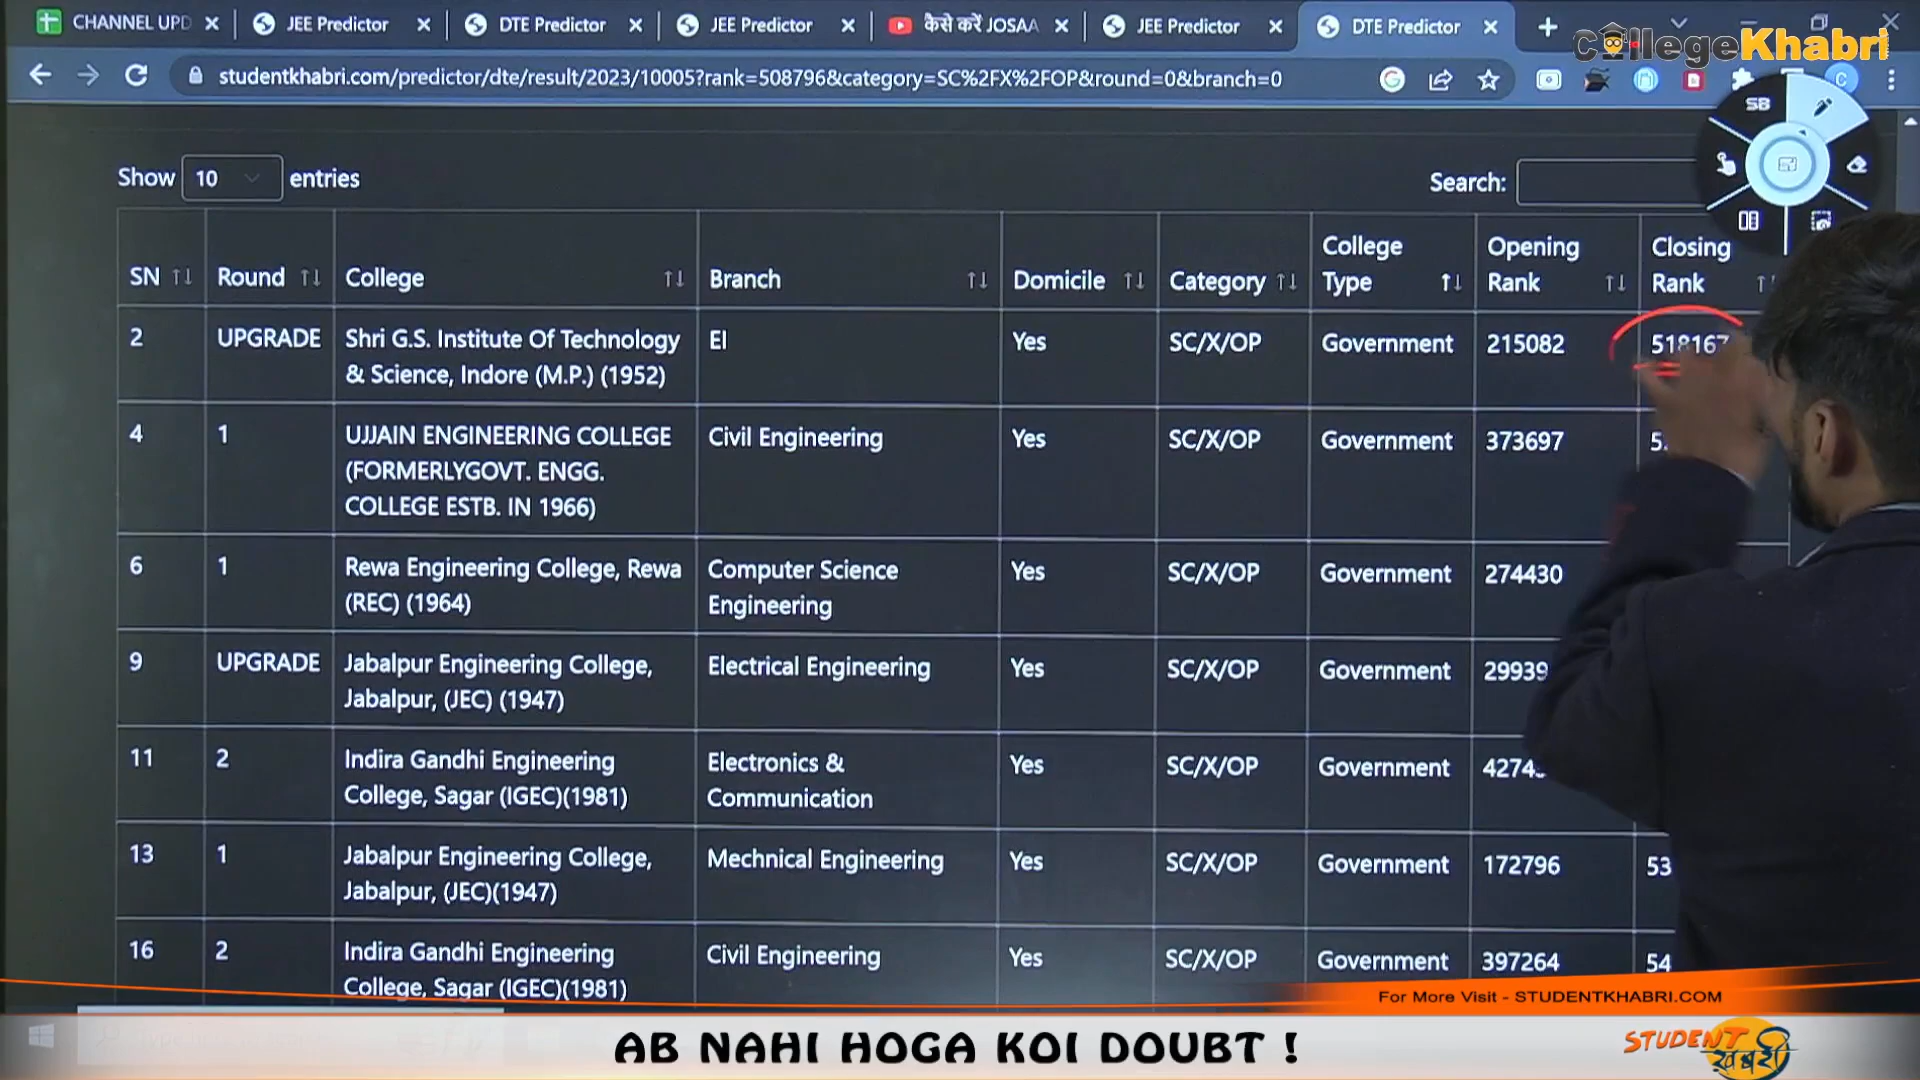 CHANNEL UPD
JEE Predictor
DTE Predictor
JEE Predictor
कैसे करें JOSAA
JEE Predictor
DTE Predictor
CollegeKhabri
studentkhabri.com/predictor/dte/result/2023/10005?rank=508796&category=SC%2FX%2FOP&round=0&branch=0
SB
Show 10 entries
Search:
SN Round College Branch Domicile Category College Type Opening Rank Closing Rank
2 UPGRADE Shri G.S. Institute Of Technology & Science, Indore (M.P.) (1952) EI Yes SC/X/OP Government 215082 518167
4 1 UJJAIN ENGINEERING COLLEGE (FORMERLYGOVT. ENGG. COLLEGE ESTB. IN 1966) Civil Engineering Yes SC/X/OP Government 373697
6 1 Rewa Engineering College, Rewa (REC) (1964) Computer Science Engineering Yes SC/X/OP Government 274430
9 UPGRADE Jabalpur Engineering College, Jabalpur, (JEC) (1947) Electrical Engineering Yes SC/X/OP Government 29939
11 2 Indira Gandhi Engineering College, Sagar (IGEC)(1981) Electronics & Communication Yes SC/X/OP Government 4274
13 1 Jabalpur Engineering College, Jabalpur, (JEC)(1947) Mechnical Engineering Yes SC/X/OP Government 172796 53
16 2 Indira Gandhi Engineering College, Sagar (IGEC)(1981) Civil Engineering Yes SC/X/OP Government 397264 54
For More Visit - STUDENTKHABRI.COM
AB NAHI HOGA KOI DOUBT !
STUDENT खबरी